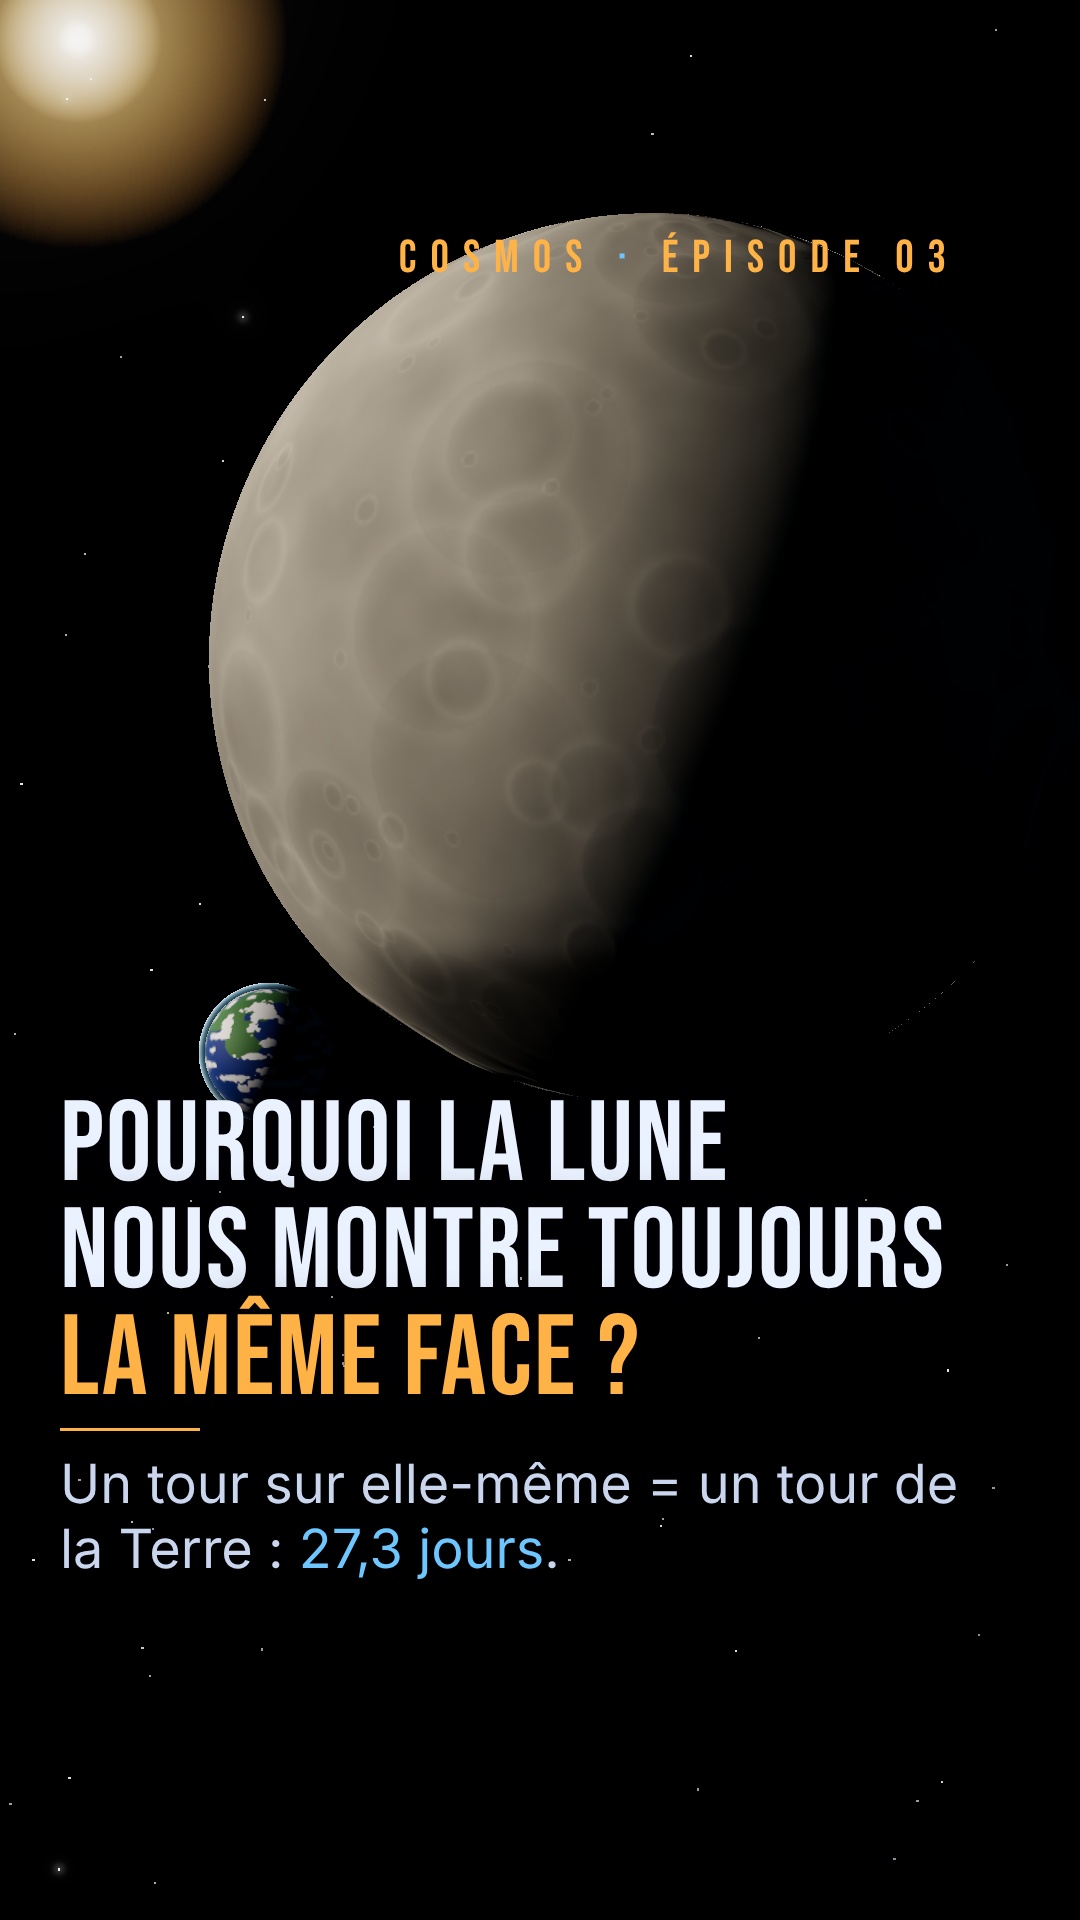 COSMOS · ÉPISODE 03
POURQUOI LA LUNE
NOUS MONTRE TOUJOURS
LA MÊME FACE ?
Un tour sur elle-même = un tour de
la Terre : 27,3 jours.